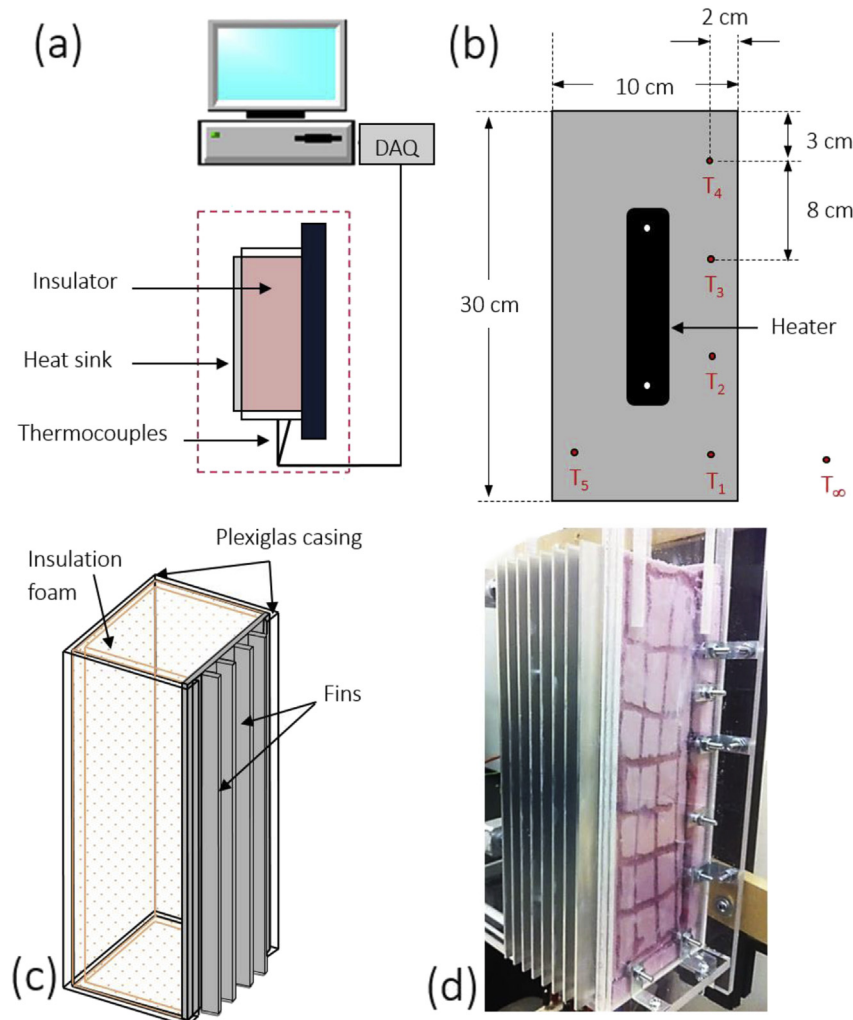 (a)
DAQ
Insulator
Heat sink
Thermocouples
(b)
2 cm
10 cm
3 cm
T4
8 cm
T3
30 cm
Heater
T2
T5
T1
T∞
(c)
Plexiglas casing
Insulation
foam
Fins
(d)